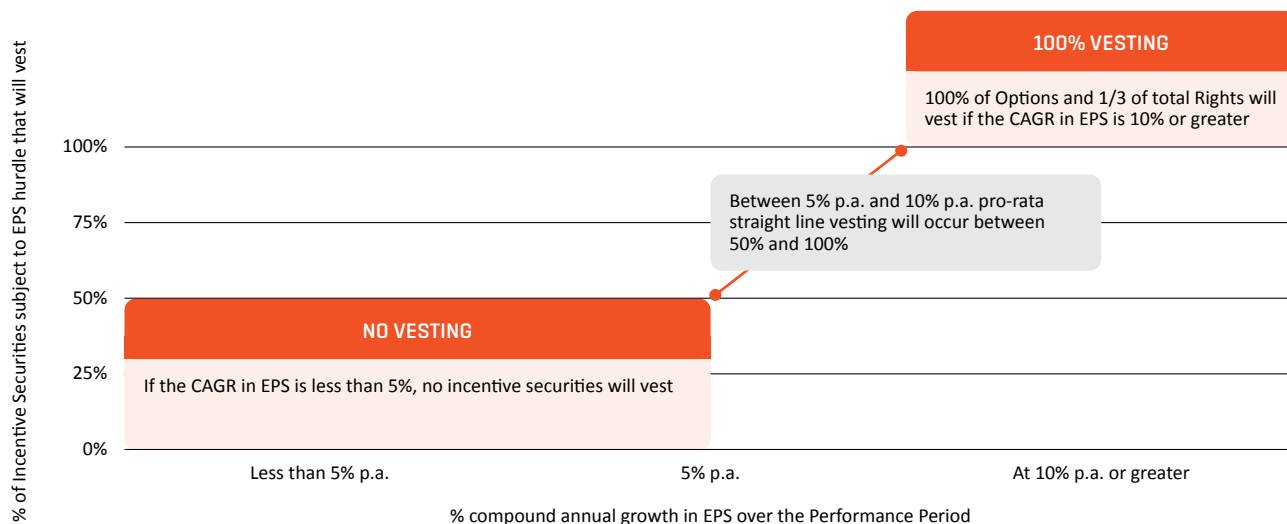 % of Incentive Securities subject to EPS hurdle that will vest
100% VESTING
100% of Options and 1/3 of total Rights will
vest if the CAGR in EPS is 10% or greater
100%
Between 5% p.a. and 10% p.a. pro-rata
straight line vesting will occur between
50% and 100%
75%
50%
NO VESTING
If the CAGR in EPS is less than 5%, no incentive securities will vest
25%
0%
Less than 5% p.a.
5% p.a.
At 10% p.a. or greater
% compound annual growth in EPS over the Performance Period